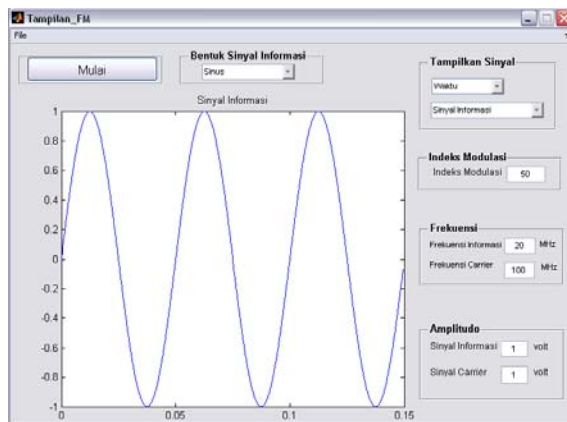 Tampilan_FM
File
Mulai
Bentuk Sinyal Informasi
Sinus
Tampilkan Sinyal
Waktu
Sinyal Informasi
Indeks Modulasi
Indeks Modulasi 50
Frekuensi
Frekuensi Informasi 20 MHz
Frekuensi Carrier 100 MHz
Amplitudo
Sinyal Informasi 1 volt
Sinyal Carrier 1 volt
Sinyal Informasi
1
0.8
0.6
0.4
0.2
0
-0.2
-0.4
-0.6
-0.8
-1
0 0.05 0.1 0.15